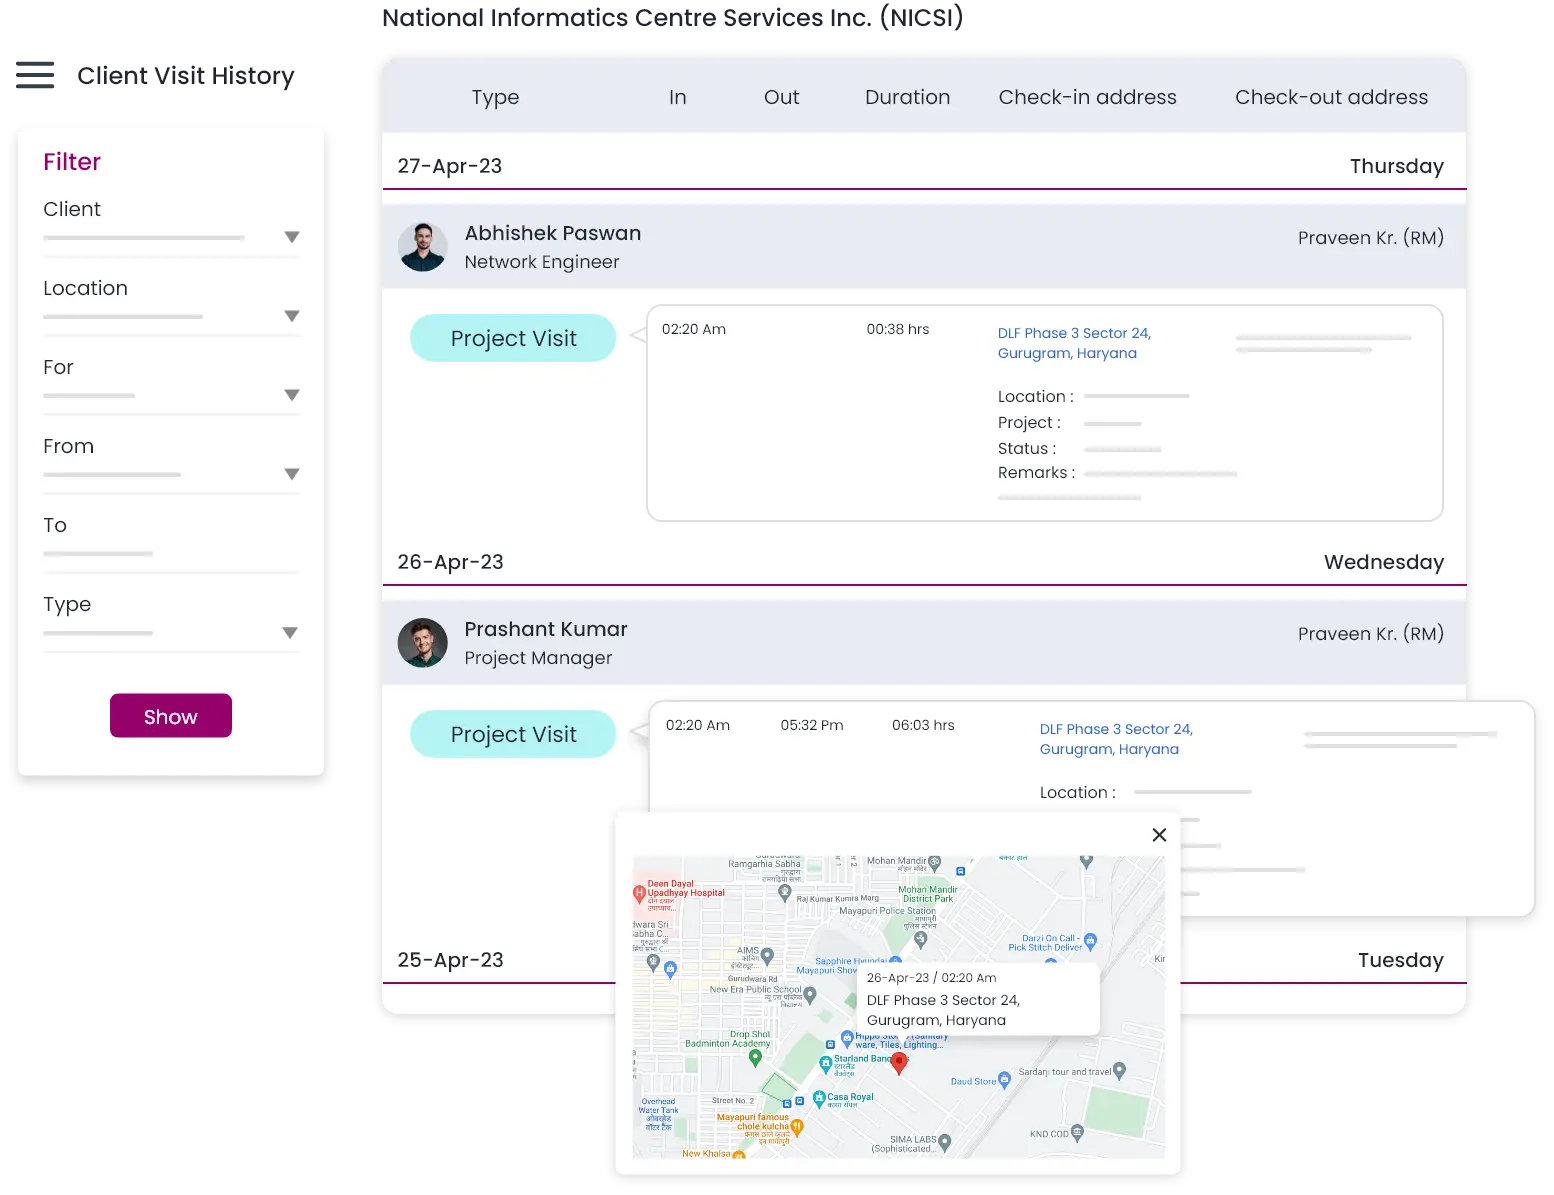 National Informatics Centre Services Inc. (NICSI)
Client Visit History
Filter
Client
Location
For
From
To
Type
Show
Type In Out Duration Check-in address Check-out address
27-Apr-23 Thursday
Abhishek Paswan
Network Engineer
Praveen Kr. (RM)
Project Visit
02:20 Am 00:38 hrs
DLF Phase 3 Sector 24,
Gurugram, Haryana
Location :
Project :
Status :
Remarks :
26-Apr-23 Wednesday
Prashant Kumar
Project Manager
Praveen Kr. (RM)
Project Visit
02:20 Am 05:32 Pm 06:03 hrs
DLF Phase 3 Sector 24,
Gurugram, Haryana
Location :
25-Apr-23 Tuesday
Ramgarhia Sabha
Mohan Mandir
Deen Dayal
Upadhyay Hospital
Raj Kumar Kumra Marg
Mohan Mandir
District Park
Mayapuri Police Station
Darzi On Call -
Pick Stitch Deliver
AIMS
Sapphire Hyundai
Mayapuri Show
Gurudwara Rd
New Era Public School
26-Apr-23 / 02:20 Am
DLF Phase 3 Sector 24,
Gurugram, Haryana
Drop Shot
Badminton Academy
ware, Tiles, Lighting...
Starland
Daud Store
Sardarji tour and travel
Casa Royal
Street No. 2
Overhead
Water Tank
Mayapuri famous
chole kulcha
SIMA LABS
(Sophisticated...
KND COD
New Khalsa